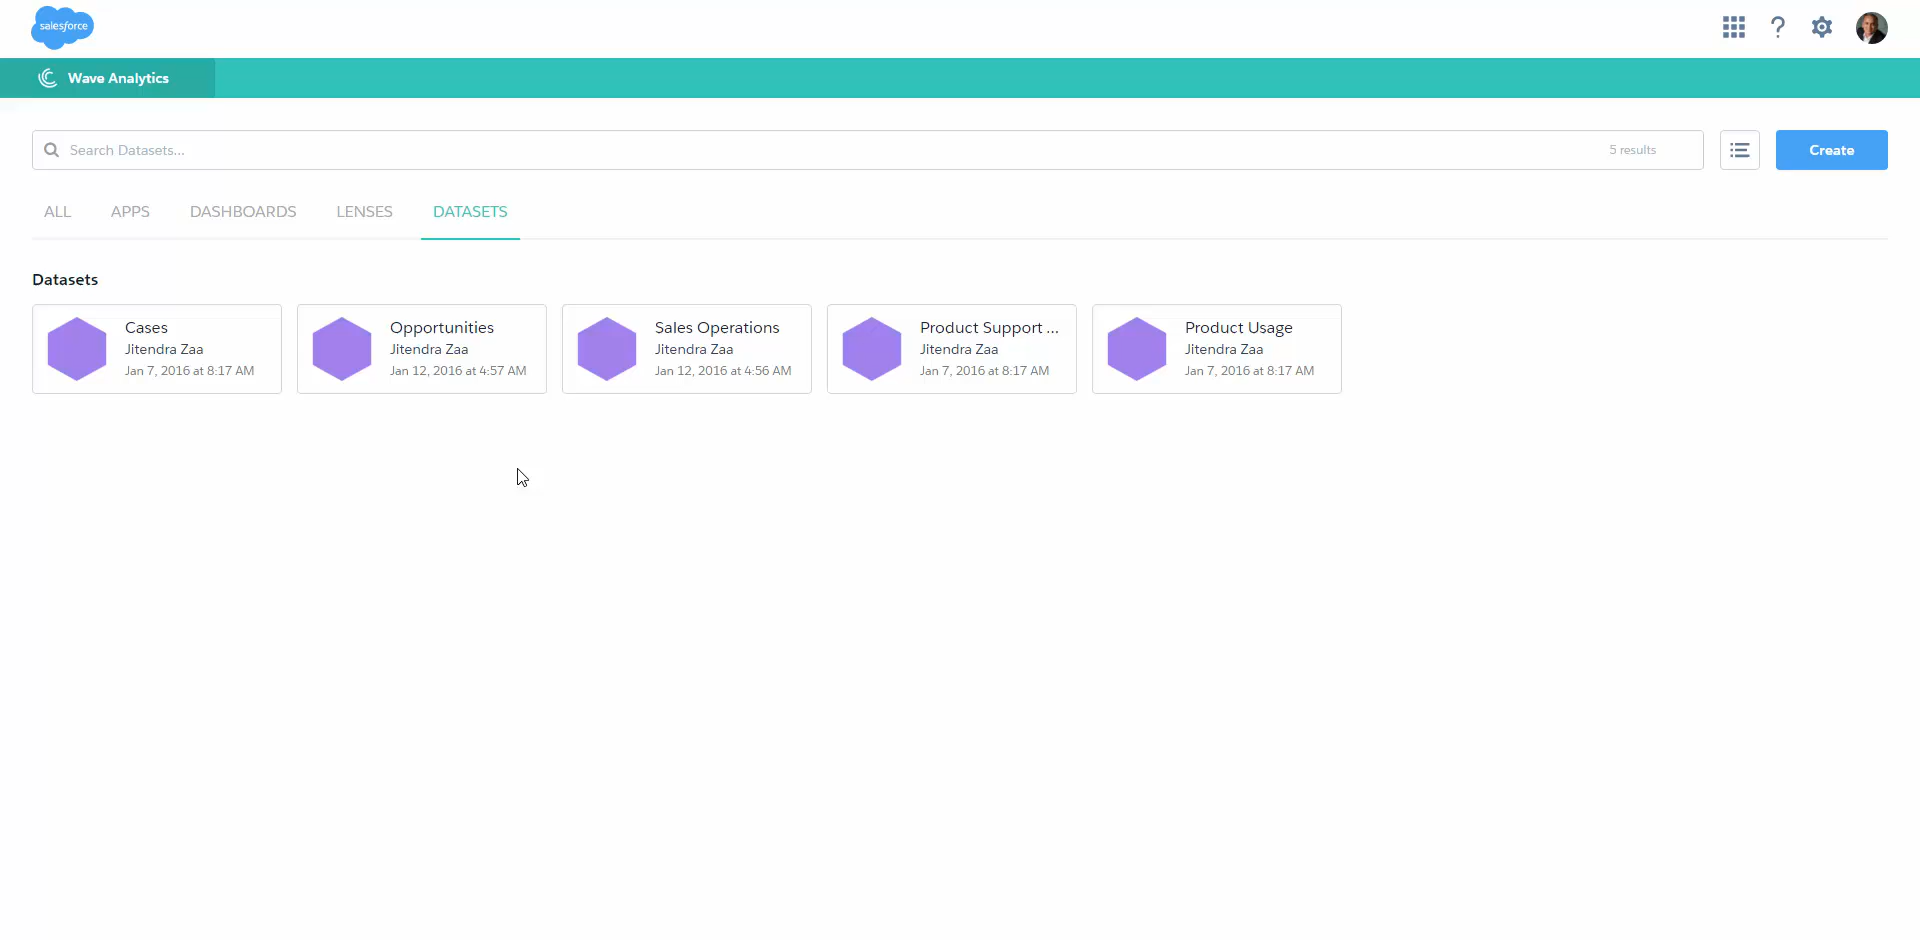 salesforce
Wave Analytics
Search Datasets...
5 results
Create
ALL
APPS
DASHBOARDS
LENSES
DATASETS
Datasets
Cases
Jitendra Zaa
Jan 7, 2016 at 8:17 AM
Opportunities
Jitendra Zaa
Jan 12, 2016 at 4:57 AM
Sales Operations
Jitendra Zaa
Jan 12, 2016 at 4:56 AM
Product Support ...
Jitendra Zaa
Jan 7, 2016 at 8:17 AM
Product Usage
Jitendra Zaa
Jan 7, 2016 at 8:17 AM